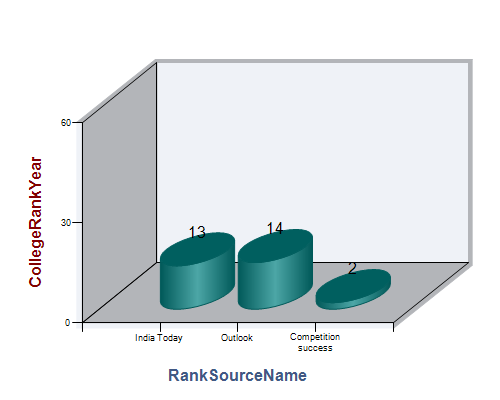 CollegeRankYear
60
30
0
13
14
2
India Today
Outlook
Competition
success
RankSourceName